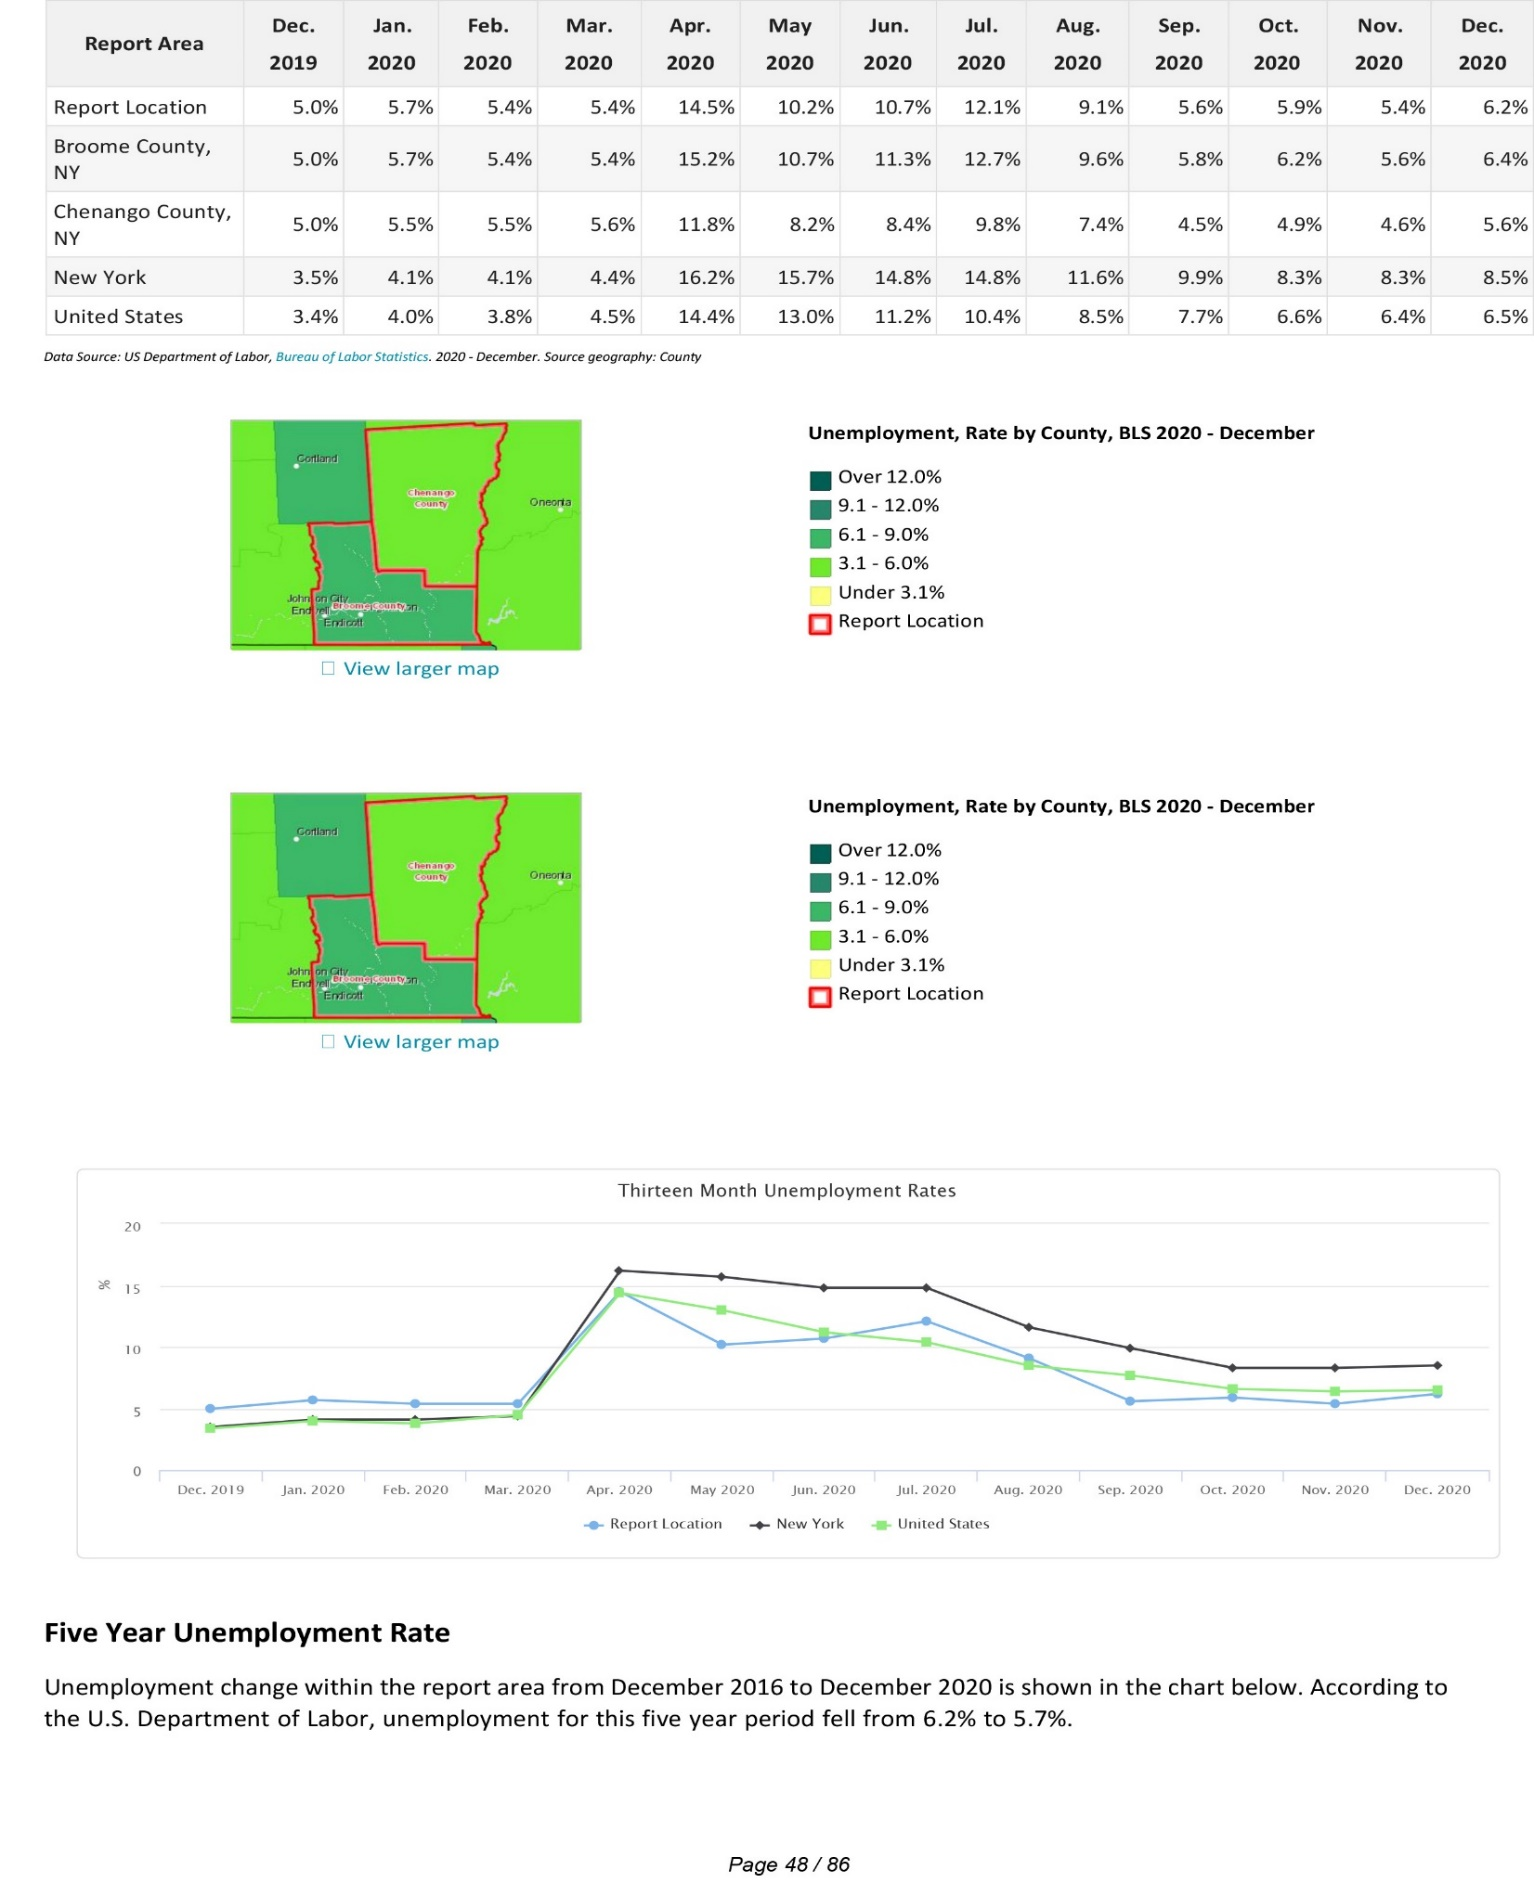 Report Area Dec. Jan. Feb. Mar. Apr. May Jun. Jul. Aug. Sep. Oct. Nov. Dec.
2019 2020 2020 2020 2020 2020 2020 2020 2020 2020 2020 2020 2020
Report Location 5.0% 5.7% 5.4% 5.4% 14.5% 10.2% 10.7% 12.1% 9.1% 5.6% 5.9% 5.4% 6.2%
Broome County,
NY 5.0% 5.7% 5.4% 5.4% 15.2% 10.7% 11.3% 12.7% 9.6% 5.8% 6.2% 5.6% 6.4%
Chenango County,
NY 5.0% 5.5% 5.5% 5.6% 11.8% 8.2% 8.4% 9.8% 7.4% 4.5% 4.9% 4.6% 5.6%
New York 3.5% 4.1% 4.1% 4.4% 16.2% 15.7% 14.8% 14.8% 11.6% 9.9% 8.3% 8.3% 8.5%
United States 3.4% 4.0% 3.8% 4.5% 14.4% 13.0% 11.2% 10.4% 8.5% 7.7% 6.6% 6.4% 6.5%
Data Source: US Department of Labor, Bureau of Labor Statistics. 2020 - December. Source geography: County
Cortland
Chenango
County
Oneonta
Johnson City
Endwell Broome County
Endicott
View larger map
Unemployment, Rate by County, BLS 2020 - December
Over 12.0%
9.1 - 12.0%
6.1 - 9.0%
3.1 - 6.0%
Under 3.1%
Report Location
Cortland
Chenango
County
Oneonta
Johnson City
Endwell Broome County
Endicott
View larger map
Unemployment, Rate by County, BLS 2020 - December
Over 12.0%
9.1 - 12.0%
6.1 - 9.0%
3.1 - 6.0%
Under 3.1%
Report Location
Thirteen Month Unemployment Rates
20
%
15
10
5
0
Dec. 2019 Jan. 2020 Feb. 2020 Mar. 2020 Apr. 2020 May 2020 Jun. 2020 Jul. 2020 Aug. 2020 Sep. 2020 Oct. 2020 Nov. 2020 Dec. 2020
Report Location New York United States
Five Year Unemployment Rate
Unemployment change within the report area from December 2016 to December 2020 is shown in the chart below. According to
the U.S. Department of Labor, unemployment for this five year period fell from 6.2% to 5.7%.
Page 48 / 86